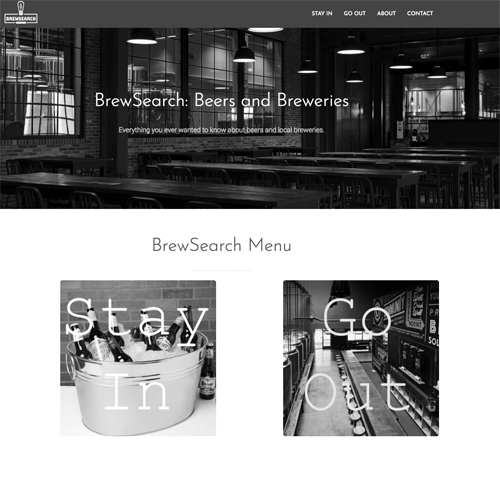 BREWSEARCH
STAY IN GO OUT ABOUT CONTACT
BrewSearch: Beers and Breweries
Everything you ever wanted to know about beers and local breweries.
BrewSearch Menu
Stay
In
Go
Out